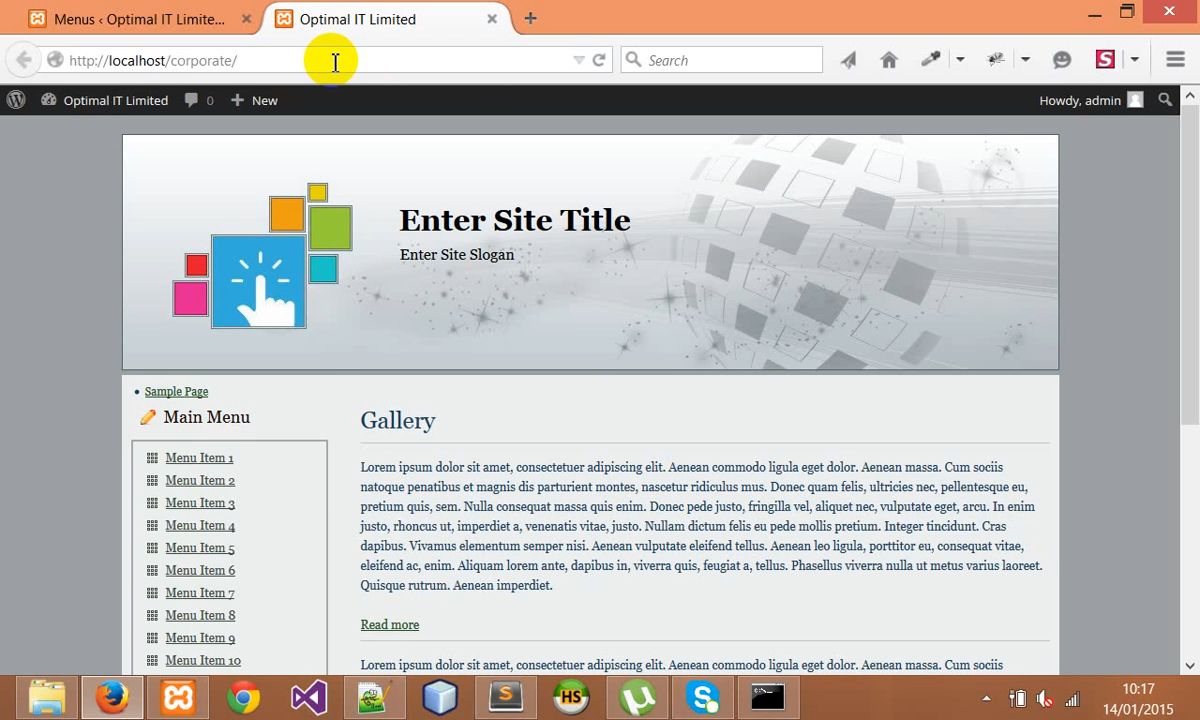 Menus ‹ Optimal IT Limite...
Optimal IT Limited
http://localhost/corporate/
Search
Optimal IT Limited
0
New
Howdy, admin
Enter Site Title
Enter Site Slogan
Sample Page
Main Menu
Menu Item 1
Menu Item 2
Menu Item 3
Menu Item 4
Menu Item 5
Menu Item 6
Menu Item 7
Menu Item 8
Menu Item 9
Menu Item 10
Gallery
Lorem ipsum dolor sit amet, consectetuer adipiscing elit. Aenean commodo ligula eget dolor. Aenean massa. Cum sociis
natoque penatibus et magnis dis parturient montes, nascetur ridiculus mus. Donec quam felis, ultricies nec, pellentesque eu,
pretium quis, sem. Nulla consequat massa quis enim. Donec pede justo, fringilla vel, aliquet nec, vulputate eget, arcu. In enim
justo, rhoncus ut, imperdiet a, venenatis vitae, justo. Nullam dictum felis eu pede mollis pretium. Integer tincidunt. Cras
dapibus. Vivamus elementum semper nisi. Aenean vulputate eleifend tellus. Aenean leo ligula, porttitor eu, consequat vitae,
eleifend ac, enim. Aliquam lorem ante, dapibus in, viverra quis, feugiat a, tellus. Phasellus viverra nulla ut metus varius laoreet.
Quisque rutrum. Aenean imperdiet.
Read more
Lorem ipsum dolor sit amet, consectetuer adipiscing elit. Aenean commodo ligula eget dolor. Aenean massa. Cum sociis
HS
10:17
14/01/2015